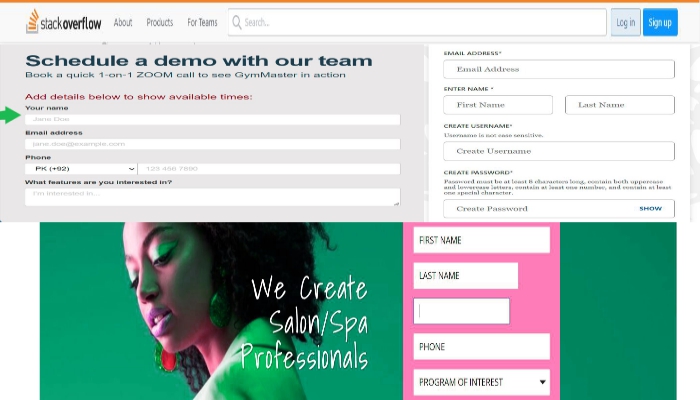 stackoverflow About Products For Teams Search... Log in Sign up
Schedule a demo with our team
Book a quick 1-on-1 ZOOM call to see GymMaster in action
Add details below to show available times:
Your name
Jane Doe
Email address
jane.doe@example.com
Phone
PK (+92) 123 456 7890
What features are you interested in?
I'm interested in...
EMAIL ADDRESS*
Email Address
ENTER NAME *
First Name Last Name
CREATE USERNAME*
Username is not case sensitive.
Create Username
CREATE PASSWORD*
Password must be at least 8 characters long, contain both uppercase
and lowercase letters, contain at least one number, and contain at least
one special character.
Create Password SHOW
We Create
Salon/Spa
Professionals
FIRST NAME
LAST NAME
PHONE
PROGRAM OF INTEREST